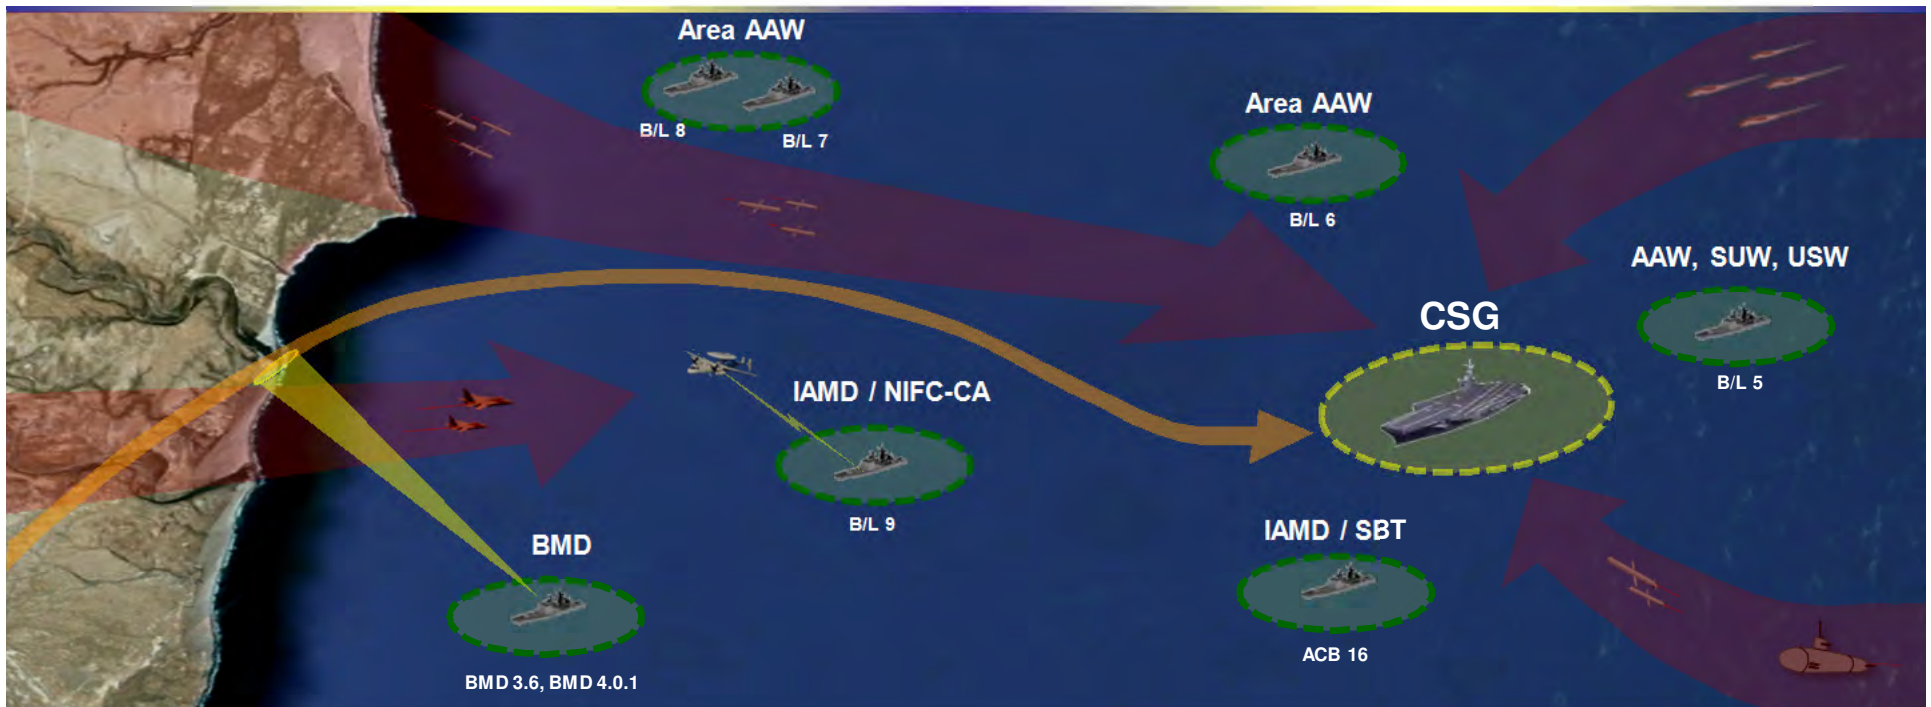 Area AAW
B/L 8
B/L 7
Area AAW
B/L 6
AAW, SUW, USW
B/L 5
CSG
IAMD / NIFC-CA
B/L 9
BMD
BMD 3.6, BMD 4.0.1
IAMD / SBT
ACB 16